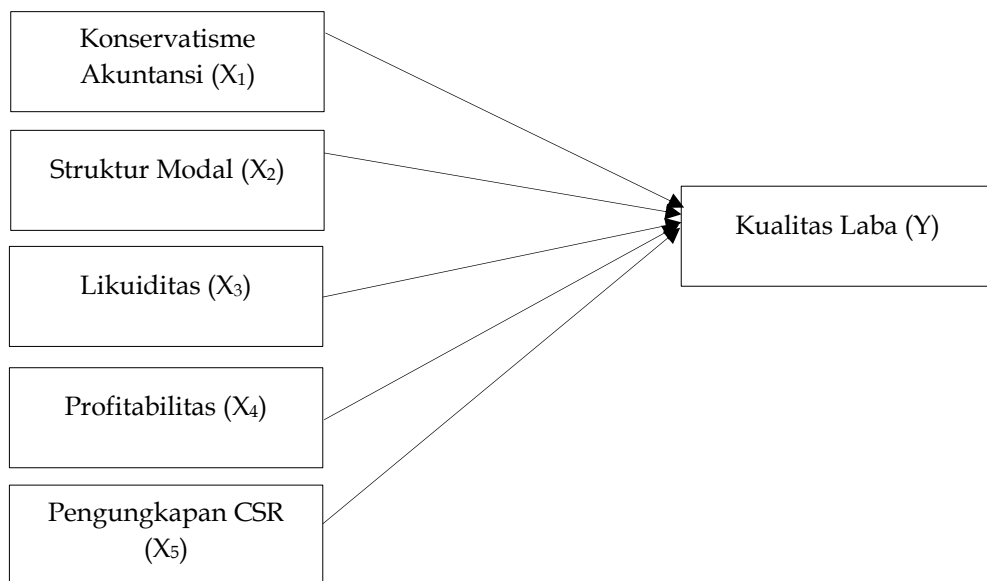 Konservatisme
Akuntansi (X₁)
Struktur Modal (X₂)
Likuiditas (X₃)
Profitabilitas (X₄)
Pengungkapan CSR
(X₅)
Kualitas Laba (Y)